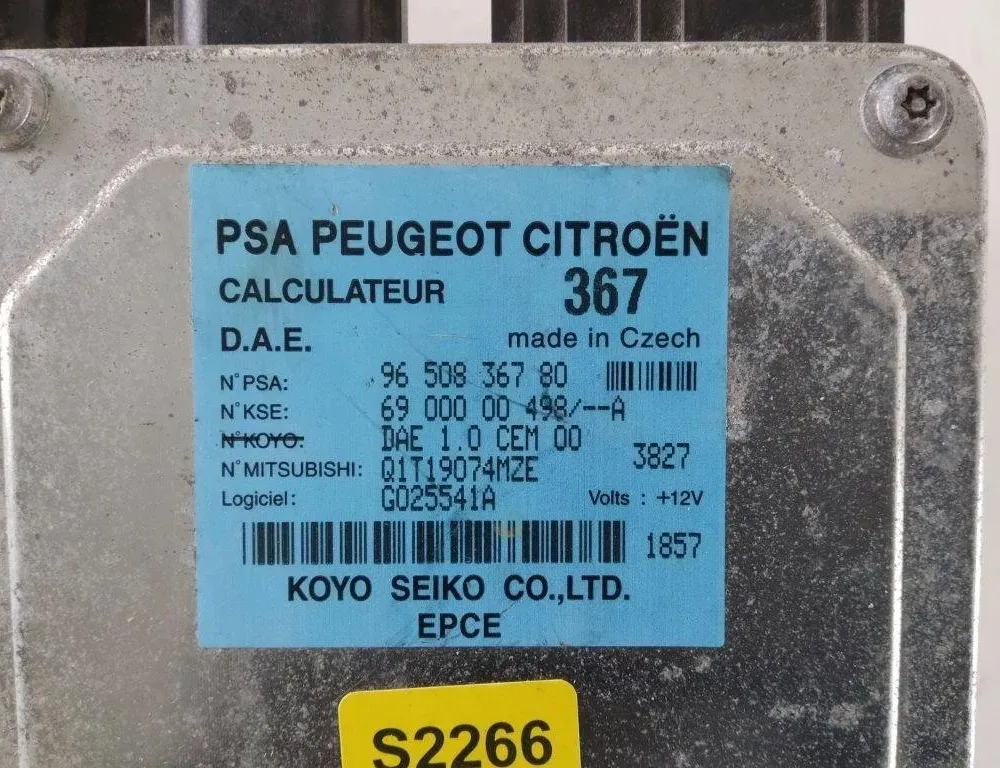 PSA PEUGEOT CITROËN
CALCULATEUR 367
D.A.E. made in Czech
N°PSA: 96 508 367 80
N°KSE: 69 000 00 498/--A
N°KOYO: DAE 1.0 CEM 00
3827
N°MITSUBISHI: Q1T19074MZE
Logiciel: G025541A Volts : +12V
1857
KOYO SEIKO CO.,LTD.
EPCE
S2266